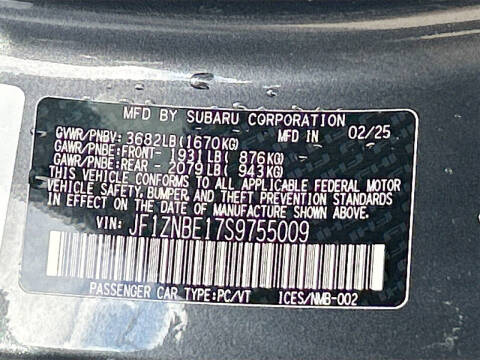 MFD BY SUBARU CORPORATION
MFD IN 02/25
GVWR/PNBV: 3682LB(1670KG)
GAWR/PNBE:FRONT- 1931LB( 876KG)
GAWR/PNBE:REAR - 2079LB( 943KG)
THIS VEHICLE CONFORMS TO ALL APPLICABLE FEDERAL MOTOR
VEHICLE SAFETY, BUMPER, AND THEFT PREVENTION STANDARDS
IN EFFECT ON THE DATE OF MANUFACTURE SHOWN ABOVE.
VIN: JF1ZNBE17S9755009
PASSENGER CAR TYPE:PC/VT ICES/NMB-002